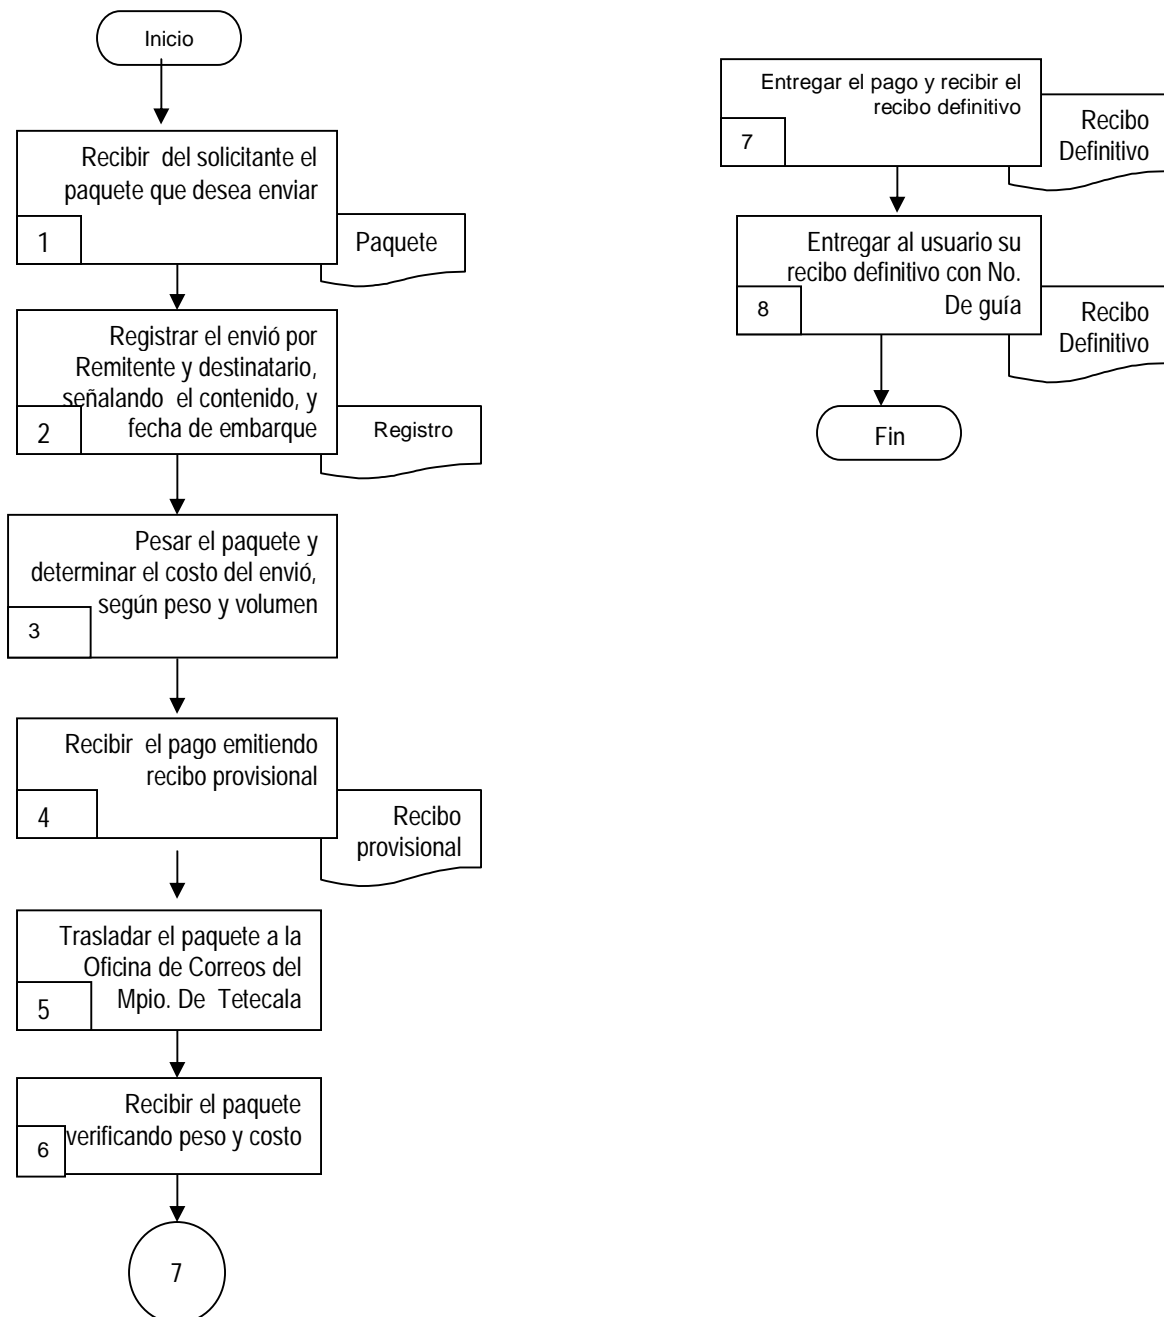 Inicio
Recibir del solicitante el
paquete que desea enviar
1
Paquete
Registrar el envió por
Remitente y destinatario,
señalando el contenido, y
fecha de embarque
2
Registro
Pesar el paquete y
determinar el costo del envió,
según peso y volumen
3
Recibir el pago emitiendo
recibo provisional
4
Recibo
provisional
Trasladar el paquete a la
Oficina de Correos del
Mpio. De Tetecala
5
Recibir el paquete
verificando peso y costo
6
7
Entregar el pago y recibir el
recibo definitivo
7
Recibo
Definitivo
Entregar al usuario su
recibo definitivo con No.
De guía
8
Recibo
Definitivo
Fin